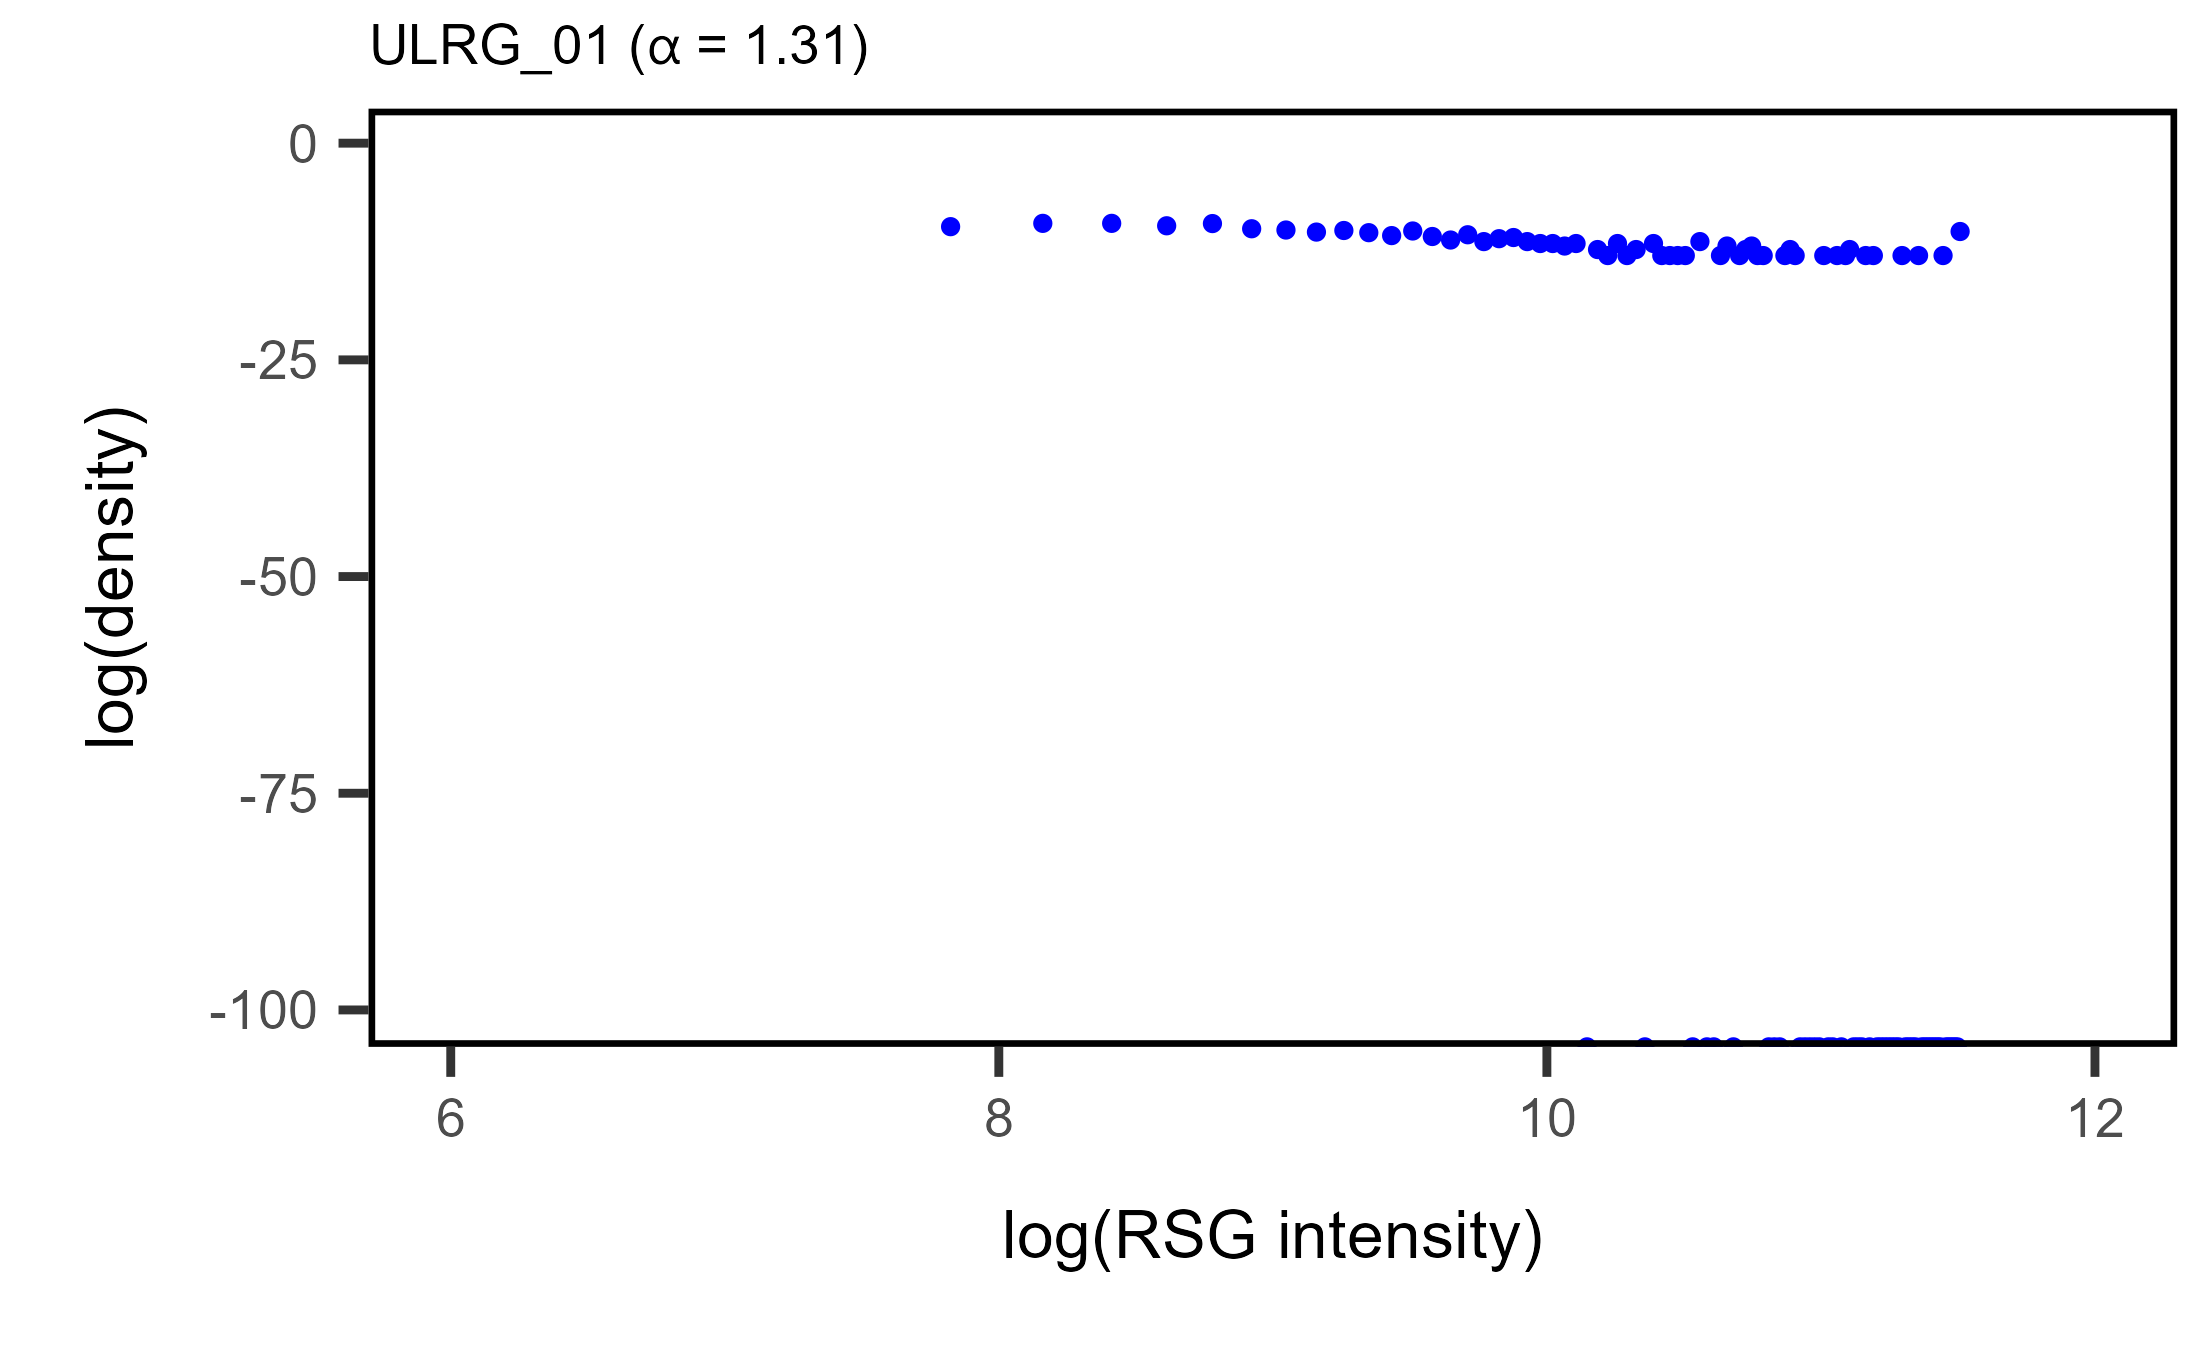 ULRG_01 (α = 1.31)
0
-25
-50
-75
-100
log(density)
6 8 10 12
log(RSG intensity)